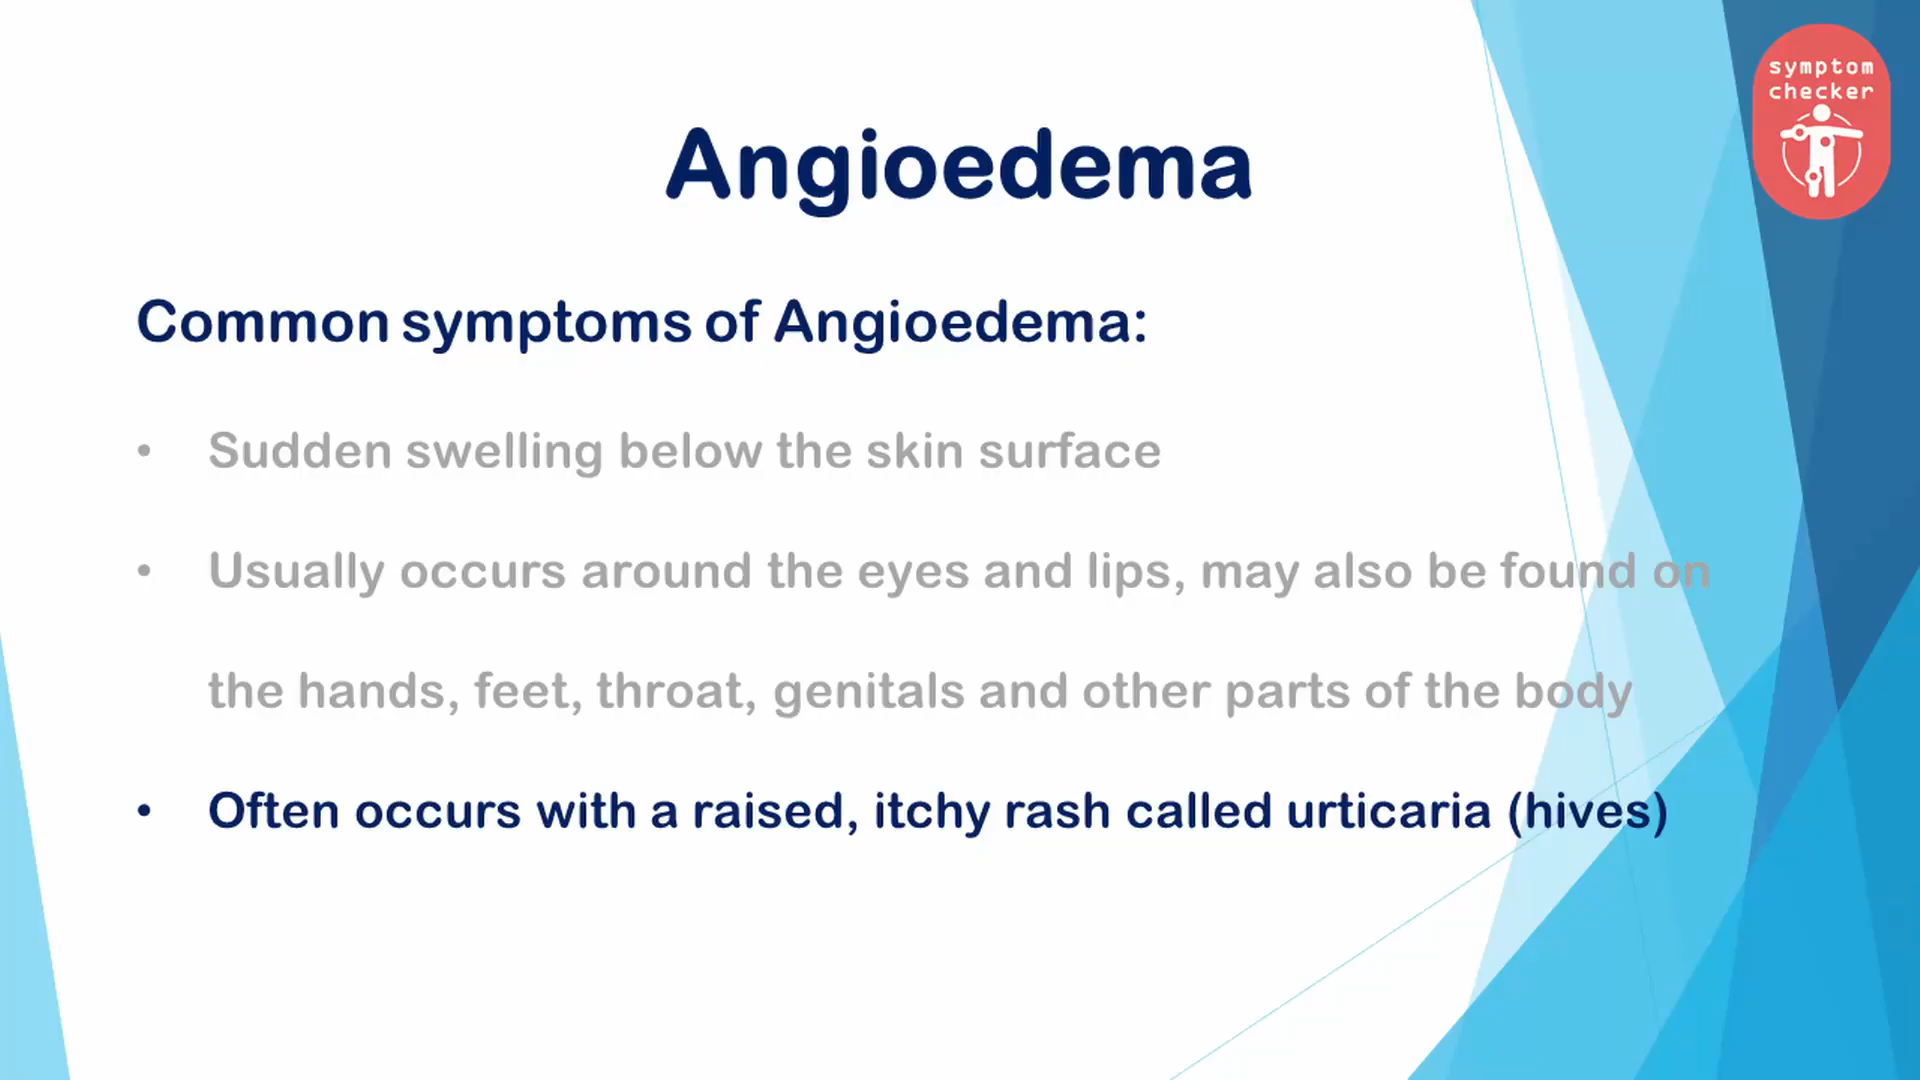 symptom
checker
Angioedema
Common symptoms of Angioedema:
• Sudden swelling below the skin surface
• Usually occurs around the eyes and lips, may also be found on
the hands, feet, throat, genitals and other parts of the body
• Often occurs with a raised, itchy rash called urticaria (hives)